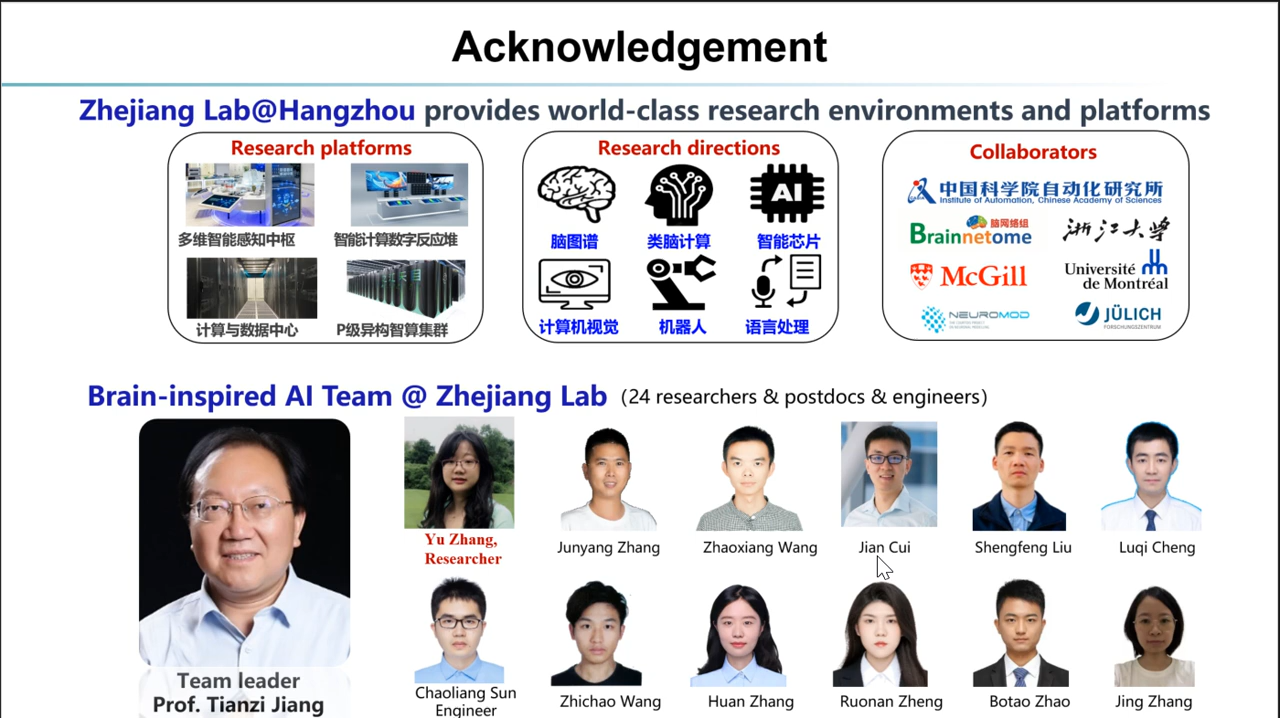 Acknowledgement
Zhejiang Lab@Hangzhou provides world-class research environments and platforms
Research platforms
多维智能感知中枢
智能计算数字反应堆
计算与数据中心
P级异构智算集群
Research directions
AI
脑图谱
类脑计算
智能芯片
计算机视觉
机器人
语言处理
Collaborators
中国科学院自动化研究所
Institute of Automation, Chinese Academy of Sciences
脑网络组
Brainnetome
浙江大学
McGill
Université
de Montréal
NEUROMOD
JÜLICH
FORSCHUNGSZENTRUM
Brain-inspired AI Team @ Zhejiang Lab（24 researchers & postdocs & engineers）
Team leader
Prof. Tianzi Jiang
Yu Zhang,
Researcher
Junyang Zhang
Zhaoxiang Wang
Jian Cui
Shengfeng Liu
Luqi Cheng
Chaoliang Sun
Engineer
Zhichao Wang
Huan Zhang
Ruonan Zheng
Botao Zhao
Jing Zhang